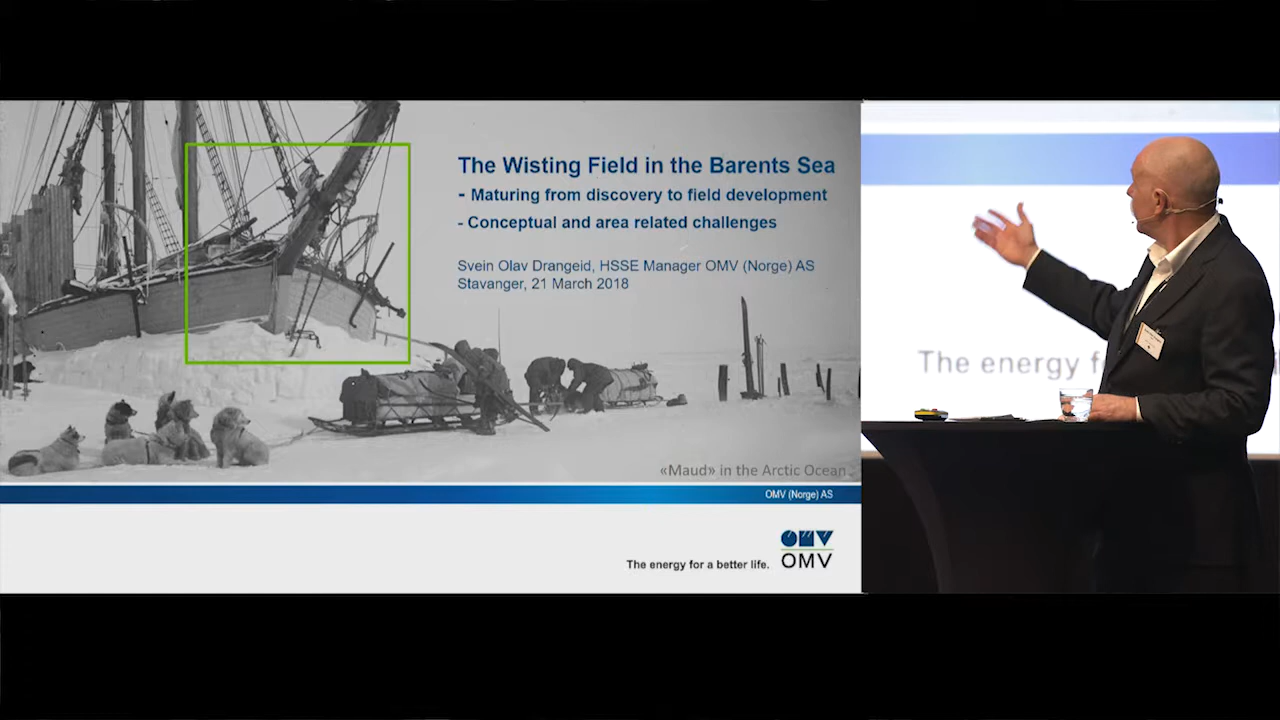 The Wisting Field in the Barents Sea
- Maturing from discovery to field development
- Conceptual and area related challenges
Svein Olav Drangeid, HSSE Manager OMV (Norge) AS
Stavanger, 21 March 2018
«Maud» in the Arctic Ocean
OMV (Norge) AS
The energy for a better life.
OMV
OMV
The energy